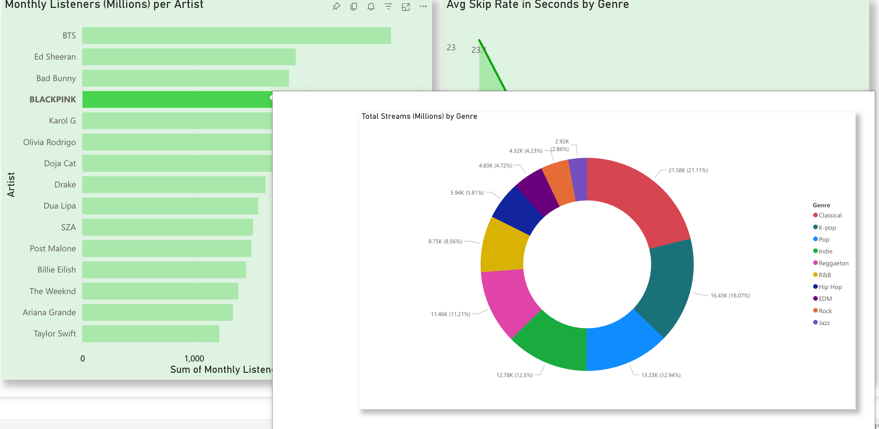 Monthly Listeners (Millions) per Artist
BTS
Ed Sheeran
Bad Bunny
BLACKPINK
Karol G
Olivia Rodrigo
Doja Cat
Drake
Dua Lipa
SZA
Post Malone
Billie Eilish
The Weeknd
Ariana Grande
Taylor Swift
Artist
0
1,000
Sum of Monthly Listen
Avg Skip Rate in Seconds by Genre
23
23.
Total Streams (Millions) by Genre
2.92K
(2.86%)
4.32K (4.23%)
4.83K (4.72%)
5.94K (5.81%)
8.75K (8.56%)
11.46K (11.21%)
12.78K (12.5%)
13.23K (12.94%)
16.43K (16.07%)
21.58K (21.11%)
Genre
Classical
K-pop
Pop
Indie
Reggaeton
R&B
Hip Hop
EDM
Rock
Jazz